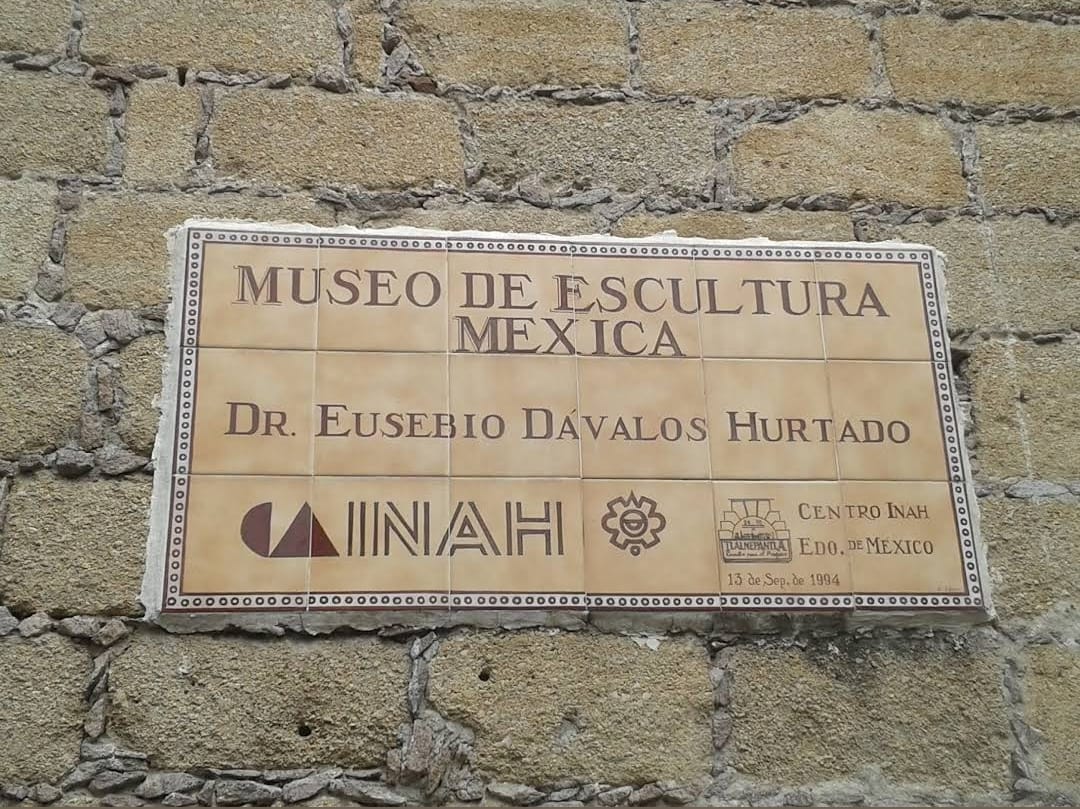 MUSEO DE ESCULTURA
MEXICA
DR. EUSEBIO DÁVALOS HURTADO
INAH
TLALNEPANTLA
CENTRO INAH
EDO. DE MÉXICO
13 de Sep. de 1994